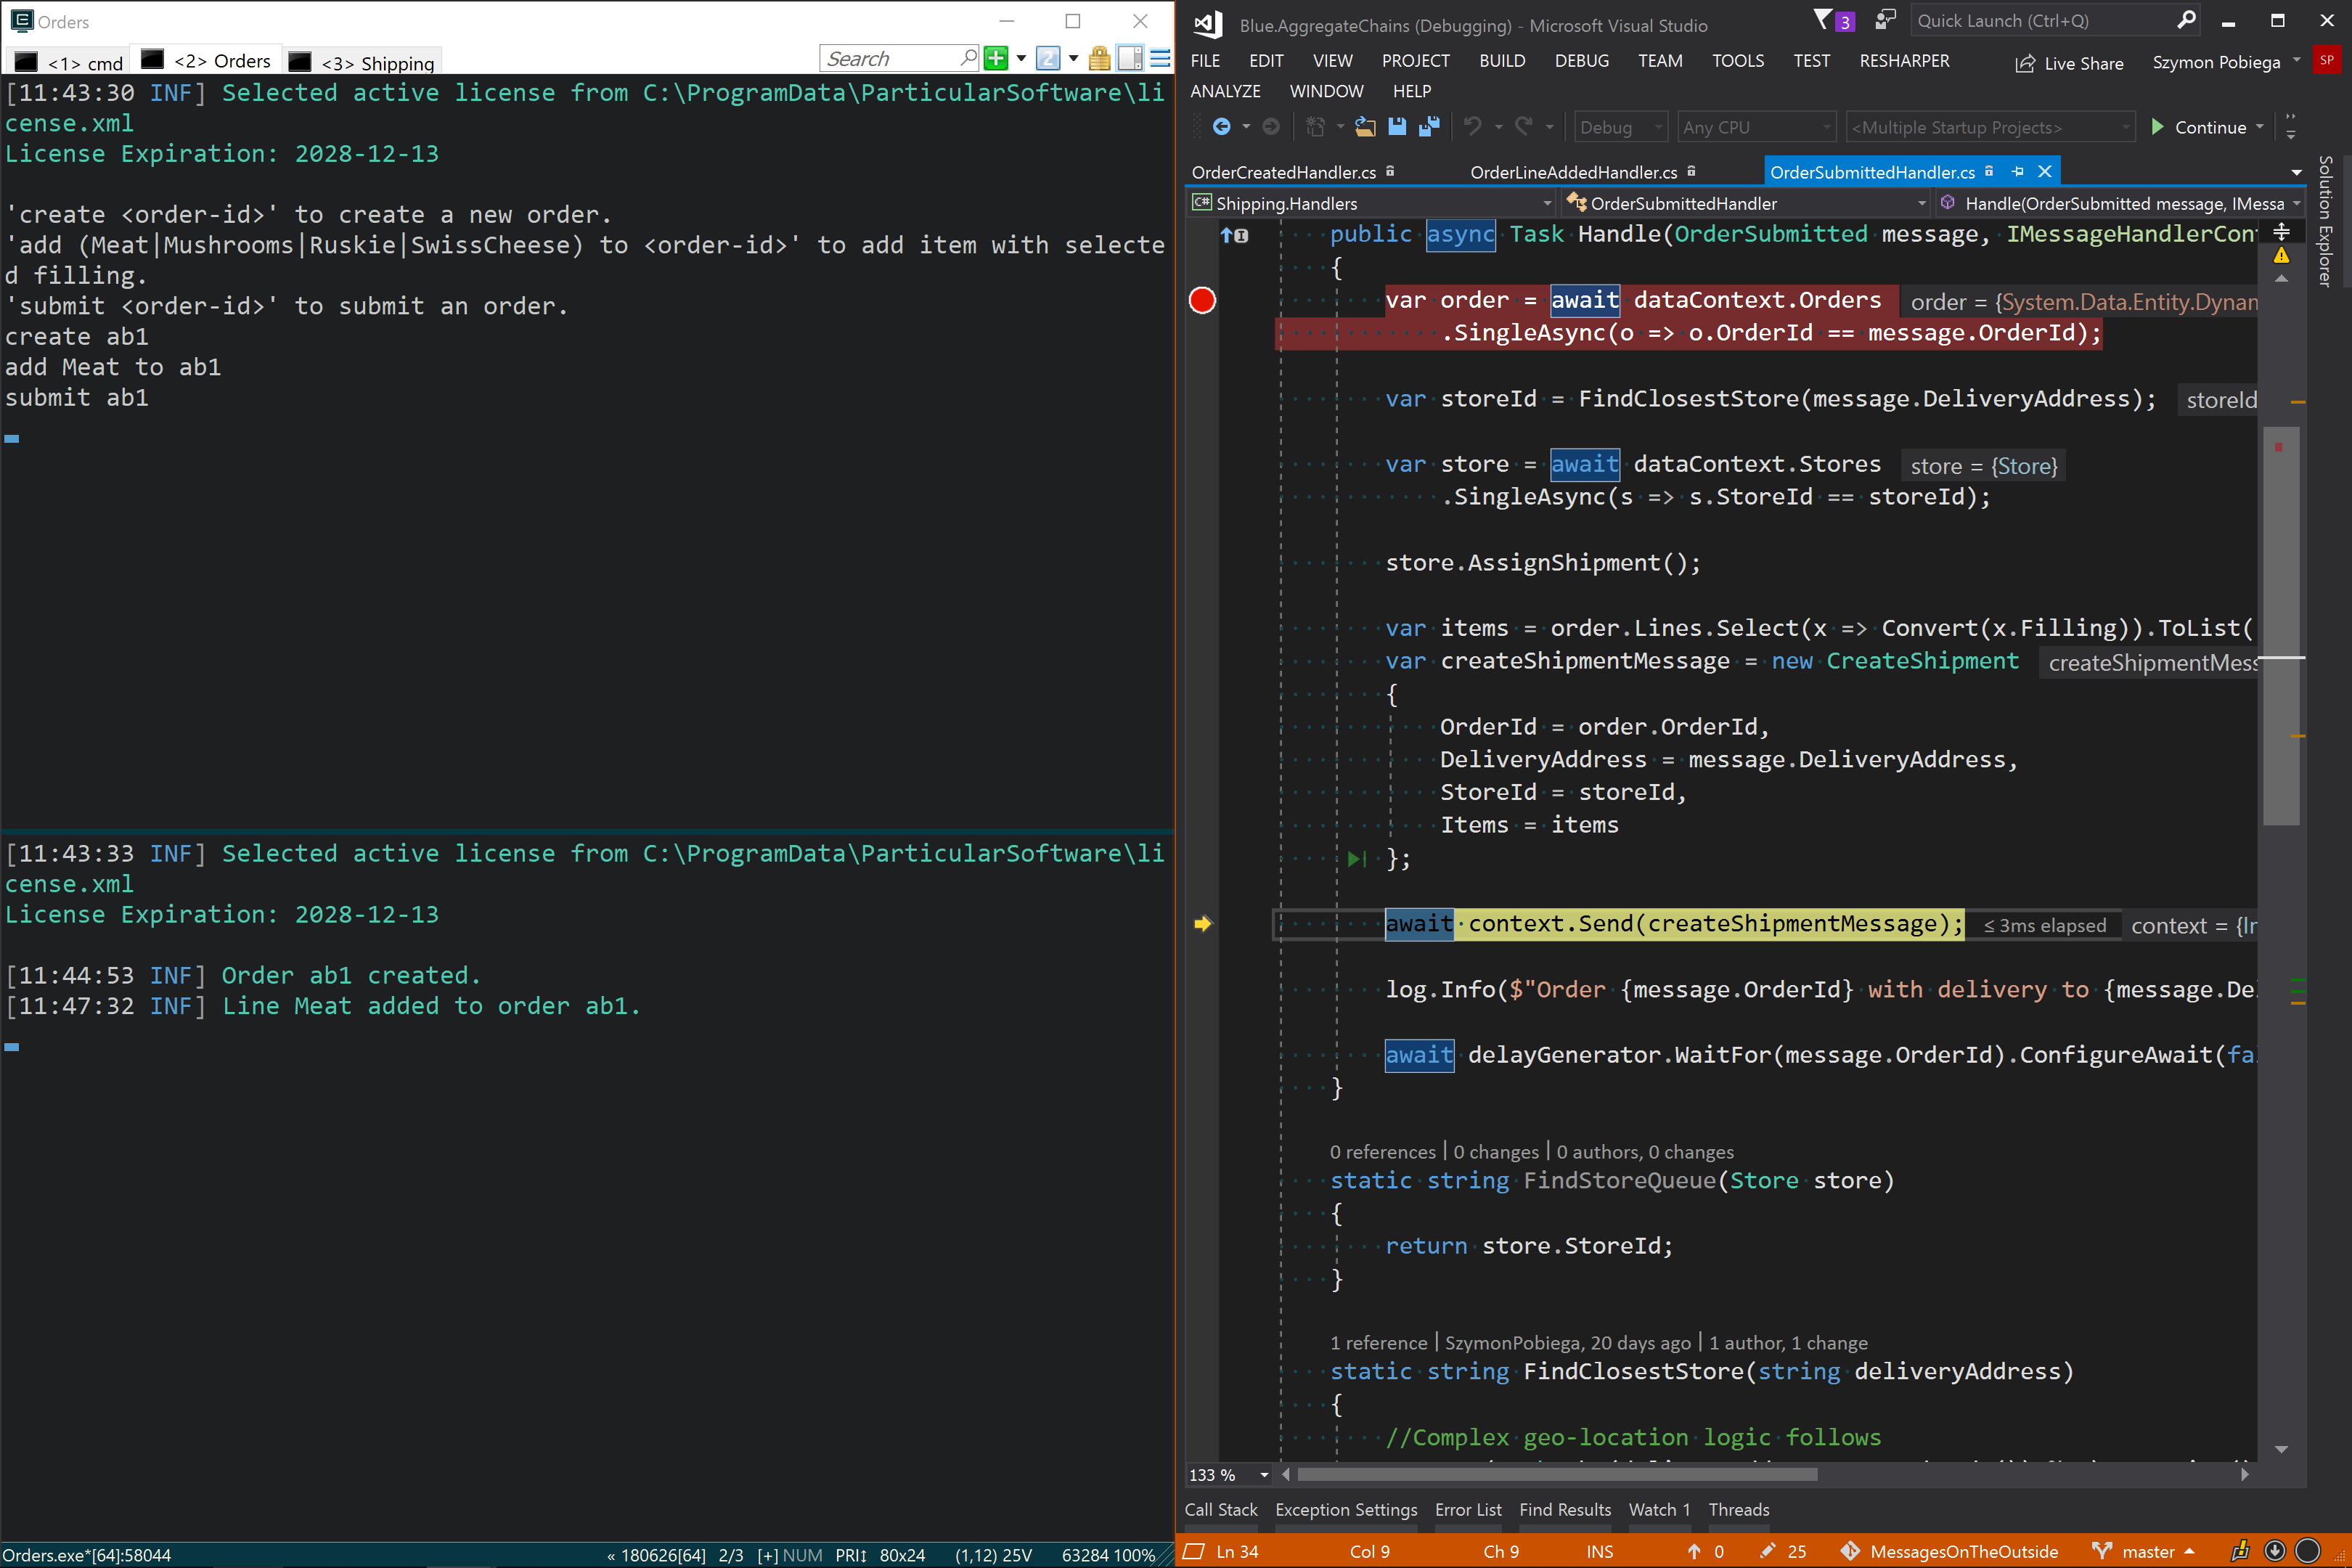 Orders
<1> cmd
<2> Orders
<3> Shipping
Search
[11:43:30 INF] Selected active license from C:\ProgramData\ParticularSoftware\li
cense.xml
License Expiration: 2028-12-13
'create <order-id>' to create a new order.
'add (Meat|Mushrooms|Ruskie|SwissCheese) to <order-id>' to add item with selecte
d filling.
'submit <order-id>' to submit an order.
create ab1
add Meat to ab1
submit ab1
[11:43:33 INF] Selected active license from C:\ProgramData\ParticularSoftware\li
cense.xml
License Expiration: 2028-12-13
[11:44:53 INF] Order ab1 created.
[11:47:32 INF] Line Meat added to order ab1.
Orders.exe*[64]:58044 « 180626[64] 2/3 [+] NUM PRI↕ 80x24 (1,12) 25V 63284 100%
Blue.AggregateChains (Debugging) - Microsoft Visual Studio
3
Quick Launch (Ctrl+Q)
FILE EDIT VIEW PROJECT BUILD DEBUG TEAM TOOLS TEST RESHARPER
Live Share
Szymon Pobiega
SP
ANALYZE WINDOW HELP
Debug
Any CPU
<Multiple Startup Projects>
Continue
OrderCreatedHandler.cs
OrderLineAddedHandler.cs
OrderSubmittedHandler.cs
Solution Explorer
C# Shipping.Handlers
OrderSubmittedHandler
Handle(OrderSubmitted message, IMessa
public async Task Handle(OrderSubmitted message, IMessageHandlerCon
{
var order = await dataContext.Orders order = {System.Data.Entity.Dynan
.SingleAsync(o => o.OrderId == message.OrderId);
var storeId = FindClosestStore(message.DeliveryAddress); storeId
var store = await dataContext.Stores store = {Store}
.SingleAsync(s => s.StoreId == storeId);
store.AssignShipment();
var items = order.Lines.Select(x => Convert(x.Filling)).ToList(
var createShipmentMessage = new CreateShipment createShipmentMess
{
OrderId = order.OrderId,
DeliveryAddress = message.DeliveryAddress,
StoreId = storeId,
Items = items
};
await context.Send(createShipmentMessage); ≤ 3ms elapsed context = {In
log.Info($"Order {message.OrderId} with delivery to {message.De
await delayGenerator.WaitFor(message.OrderId).ConfigureAwait(fa
}
0 references | 0 changes | 0 authors, 0 changes
static string FindStoreQueue(Store store)
{
return store.StoreId;
}
1 reference | SzymonPobiega, 20 days ago | 1 author, 1 change
static string FindClosestStore(string deliveryAddress)
{
//Complex geo-location logic follows
133 %
Call Stack Exception Settings Error List Find Results Watch 1 Threads
Ln 34 Col 9 Ch 9 INS 0 25 MessagesOnTheOutside master